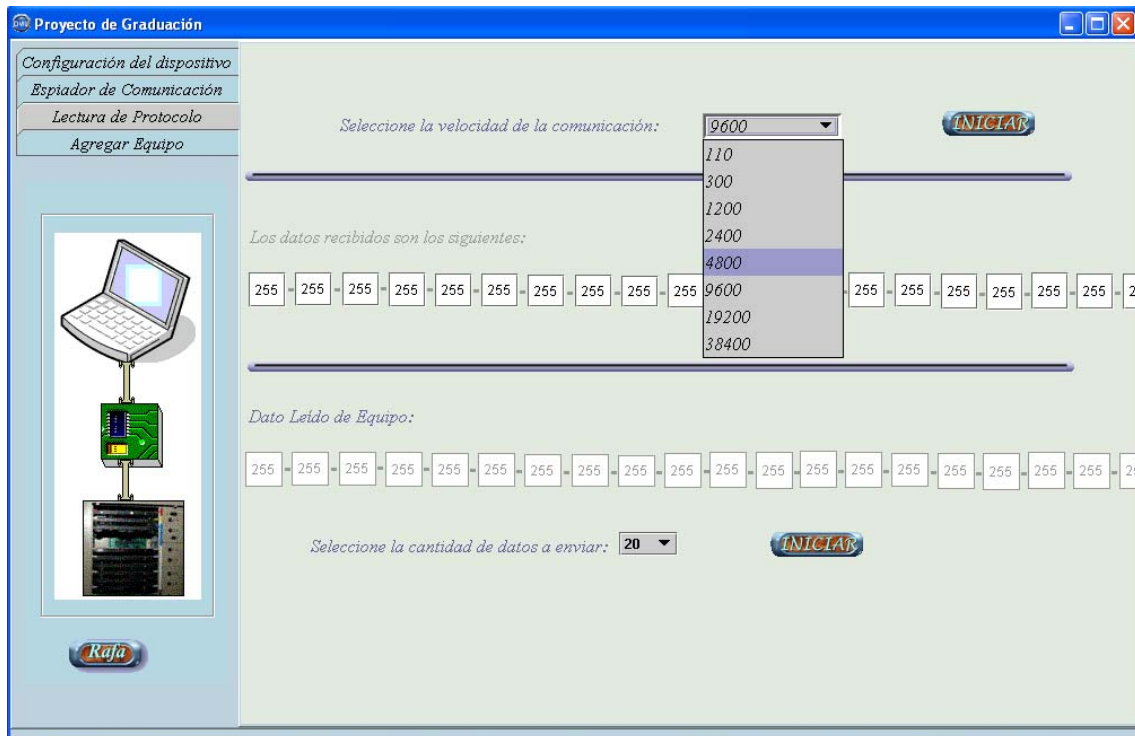 Proyecto de Graduación
Configuración del dispositivo
Espiador de Comunicación
Lectura de Protocolo
Agregar Equipo
Seleccione la velocidad de la comunicación: 9600 INICIAR
110
300
1200
2400
4800
9600
19200
38400
Los datos recibidos son los siguientes:
255 - 255 - 255 - 255 - 255 - 255 - 255 - 255 - 255 - 255 - 255 - 255 - 255 - 255 - 255 - 255 - 2
Dato Leído de Equipo:
255 - 255 - 255 - 255 - 255 - 255 - 255 - 255 - 255 - 255 - 255 - 255 - 255 - 255 - 255 - 255 - 255 - 255 - 255 - 2
Seleccione la cantidad de datos a enviar: 20 INICIAR
Rafa